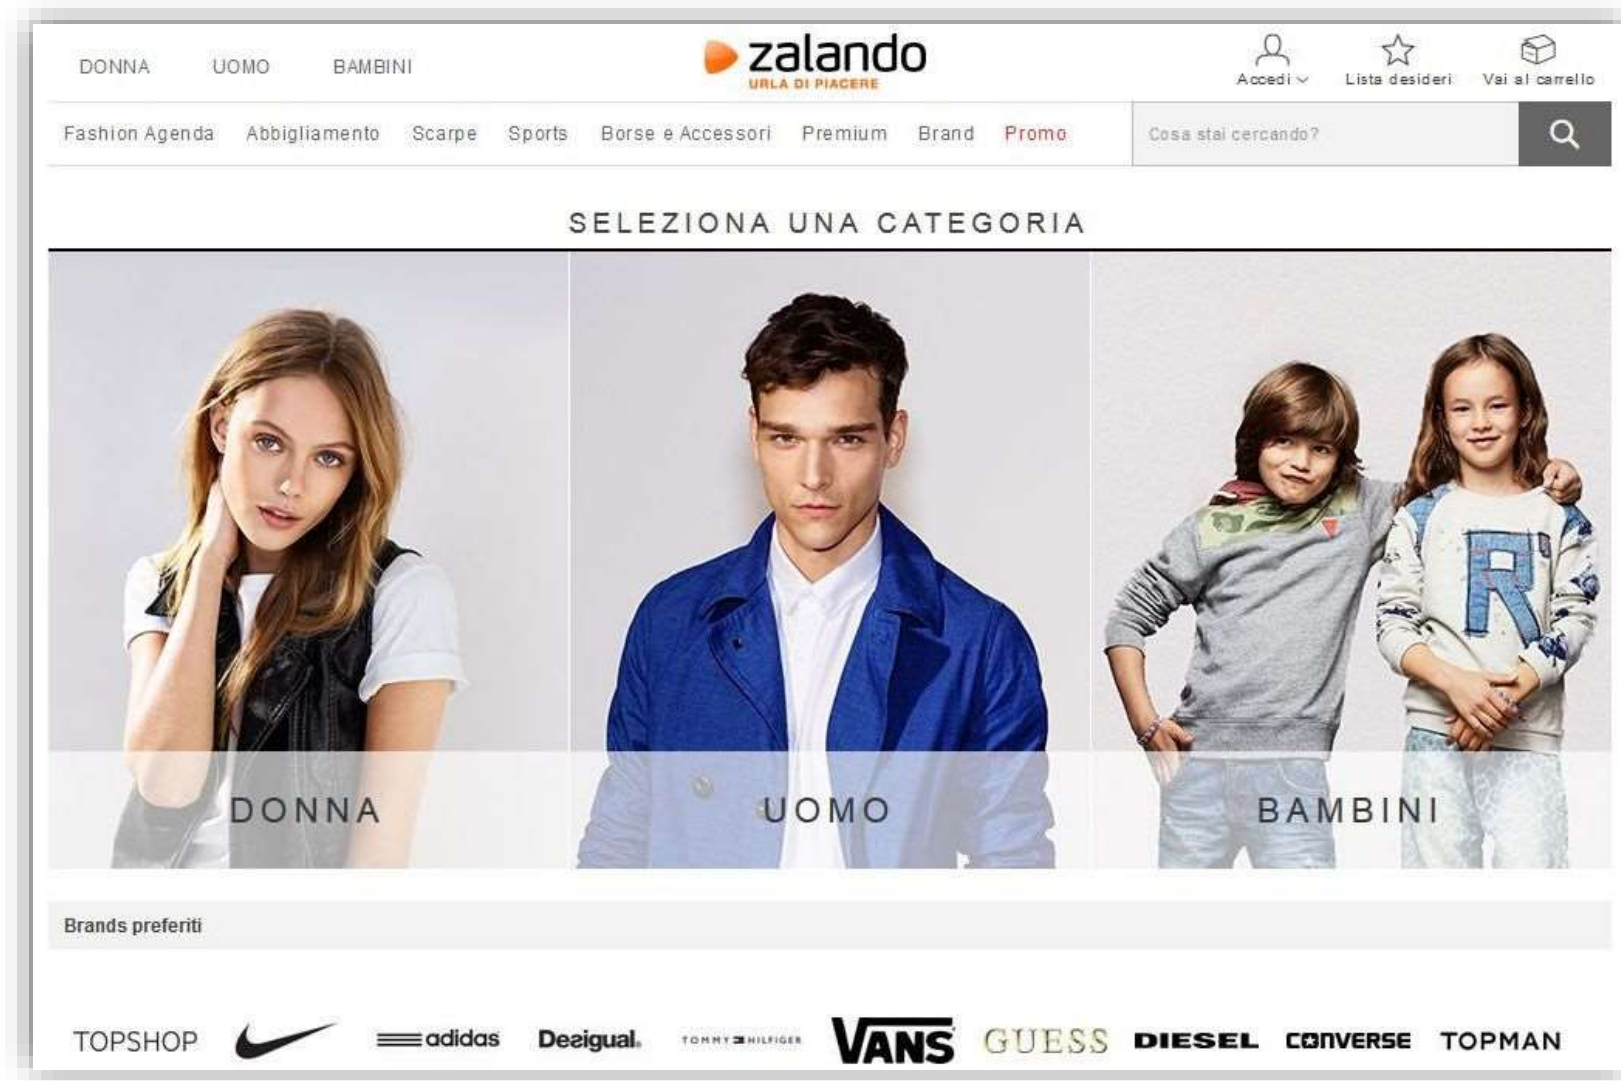 DONNA UOMO BAMBINI
zalando
URLA DI PIACERE
Accedi Lista desideri Vai al carrello
Fashion Agenda Abbigliamento Scarpe Sports Borse e Accessori Premium Brand Promo Cosa stai cercando?
SELEZIONA UNA CATEGORIA
R
DONNA UOMO BAMBINI
Brands preferiti
TOPSHOP adidas Desigual. TOMMY HILFIGER VANS GUESS DIESEL CONVERSE TOPMAN